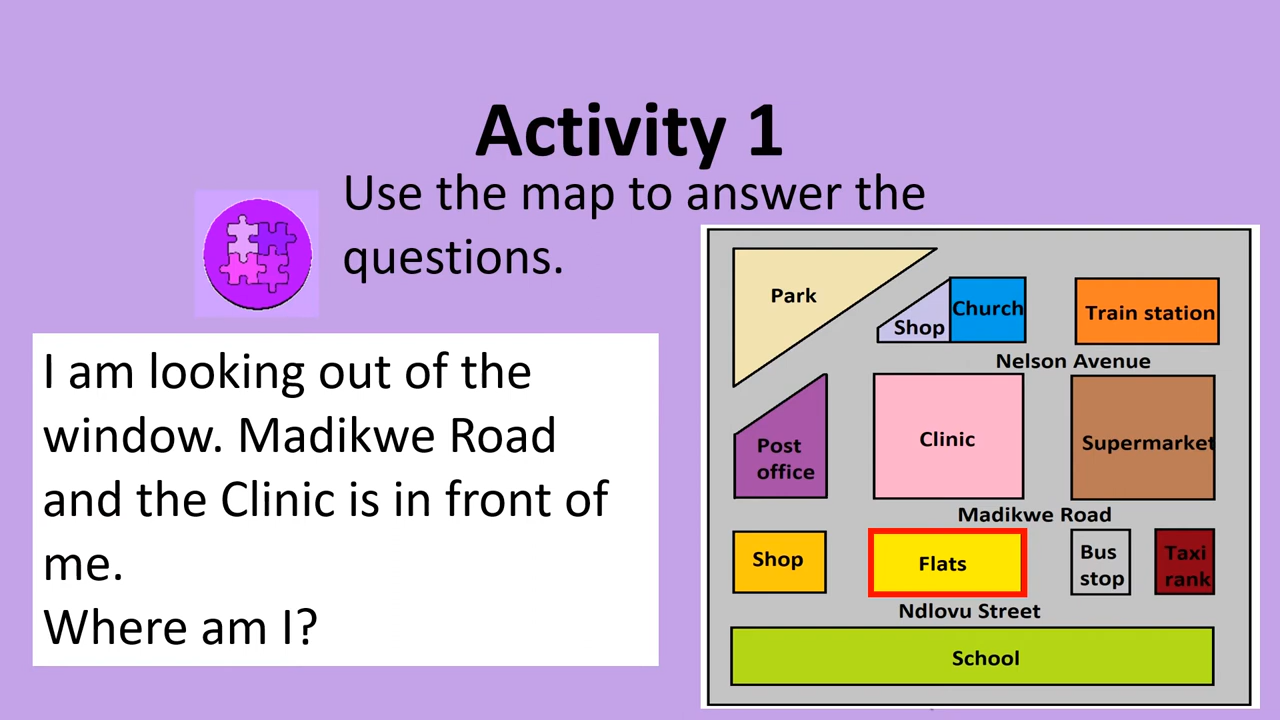 Activity 1
Use the map to answer the
questions.
I am looking out of the
window. Madikwe Road
and the Clinic is in front of
me.
Where am I?
Park
Shop
Church
Train station
Nelson Avenue
Post
office
Clinic
Supermarket
Madikwe Road
Shop
Flats
Bus
stop
Taxi
rank
Ndlovu Street
School